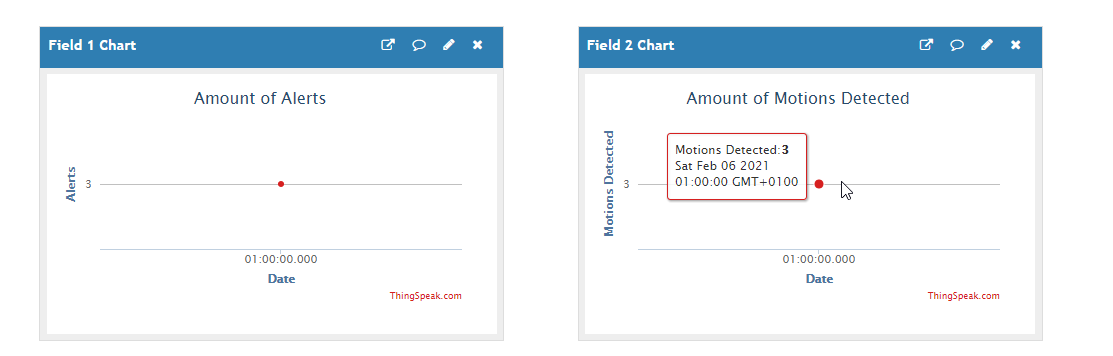 Field 1 Chart
Amount of Alerts
Alerts
3
01:00:00.000
Date
ThingSpeak.com
Field 2 Chart
Amount of Motions Detected
Motions Detected
3
Motions Detected:3
Sat Feb 06 2021
01:00:00 GMT+0100
01:00:00.000
Date
ThingSpeak.com